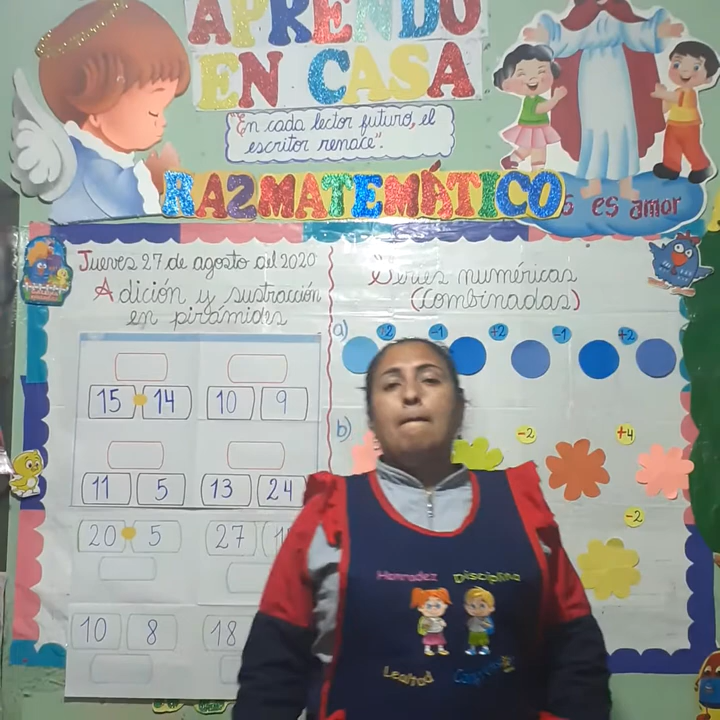 APRENDO
EN CASA
"En cada lector futuro, el
escritor renace".
RAZMATEMÁTICO
es amor
Jueves 27 de agosto del 2020
Adición y sustracción
en pirámides
15 14 10 9
11 5 13 24
20 5 27
10 8 18
Series numéricas
(Combinadas)
a) +2 -1 +2 -1 +2
b) -2 +4
-2
Honradez Disciplina
Lealtad